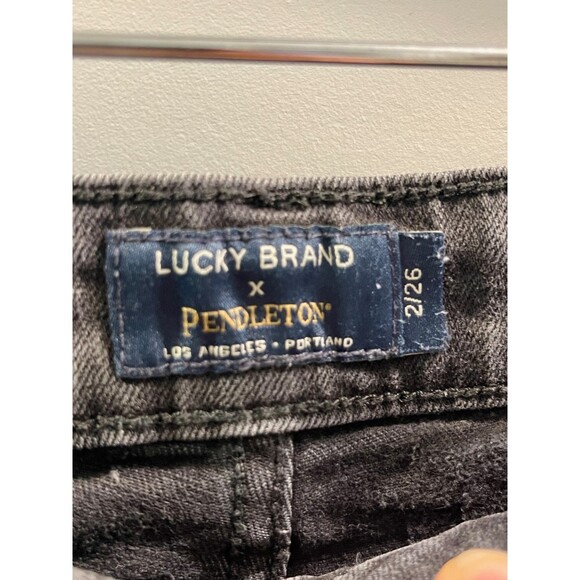 LUCKY BRAND
X
PENDLETON®
LOS ANGELES • PORTLAND
2/26